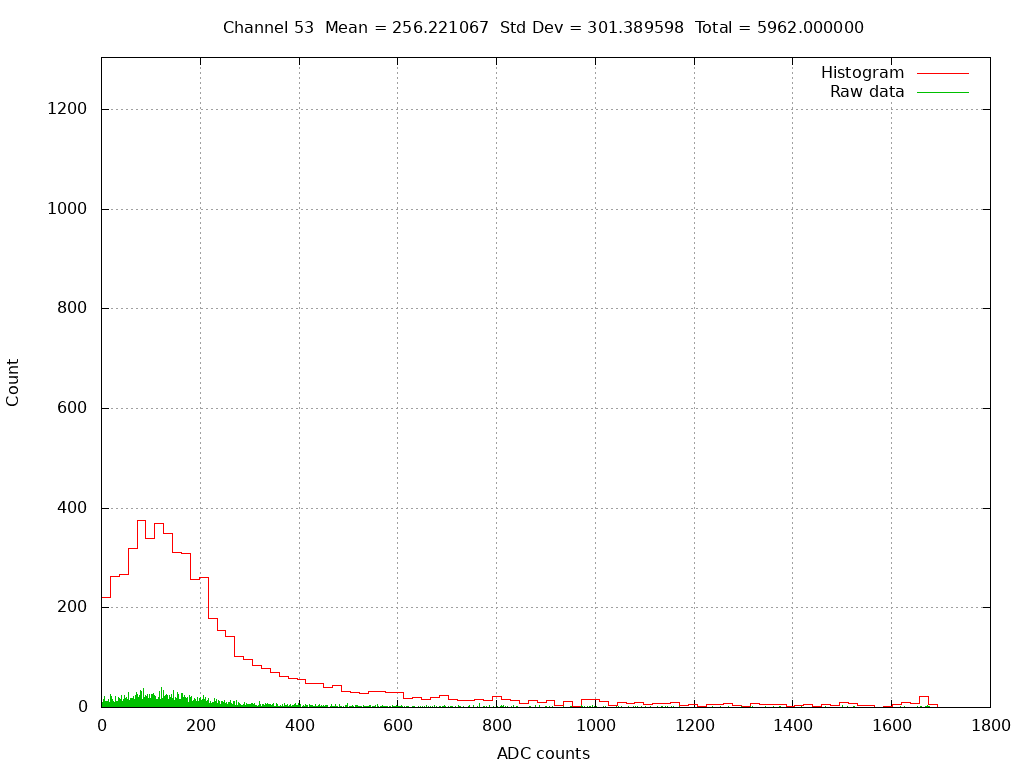 Channel 53  Mean = 256.221067  Std Dev = 301.389598  Total = 5962.000000
Histogram
Raw data
1200
1000
800
600
400
200
0
Count
0 200 400 600 800 1000 1200 1400 1600 1800
ADC counts